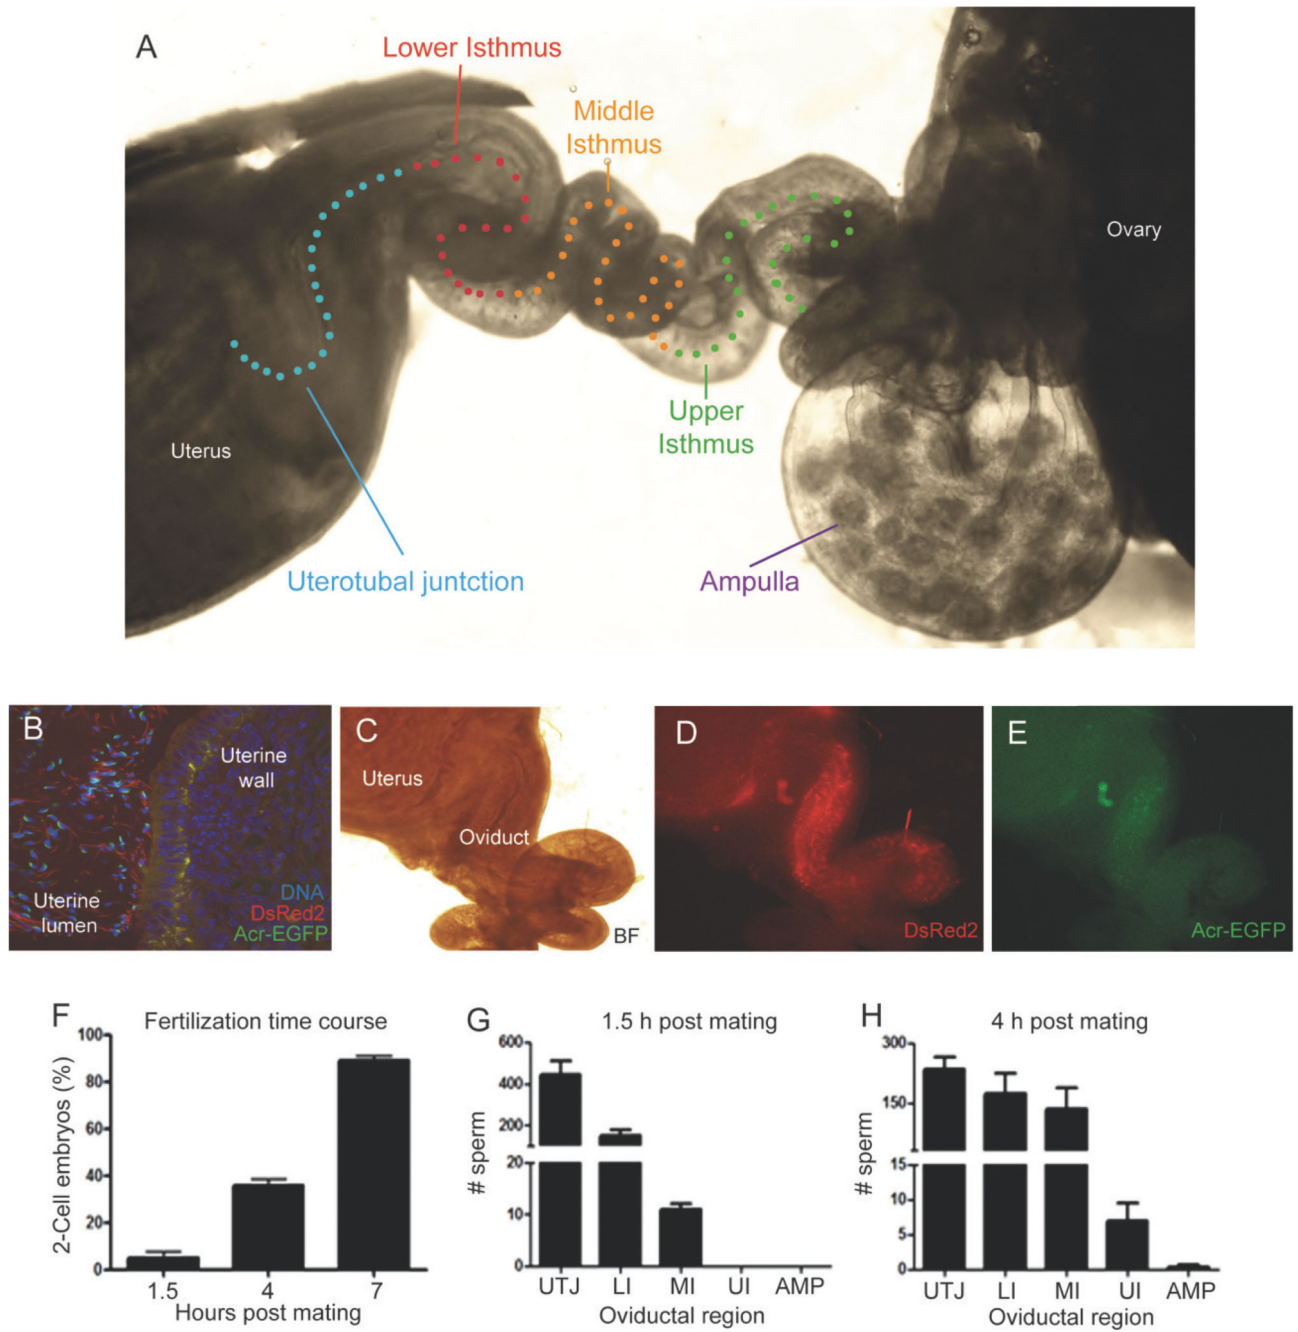 A
Lower Isthmus
Middle
Isthmus
Ovary
Upper
Isthmus
Uterus
Uterotubal juntction
Ampulla
B
Uterine
wall
Uterine
lumen
DNA
DsRed2
Acr-EGFP
C
Uterus
Oviduct
BF
D
DsRed2
E
Acr-EGFP
F
Fertilization time course
2-Cell embryos (%)
100
80
60
40
20
0
1.5 4 7
Hours post mating
G
1.5 h post mating
# sperm
600
400
200
20
10
0
UTJ LI MI UI AMP
Oviductal region
H
4 h post mating
# sperm
300
150
15
10
5
0
UTJ LI MI UI AMP
Oviductal region